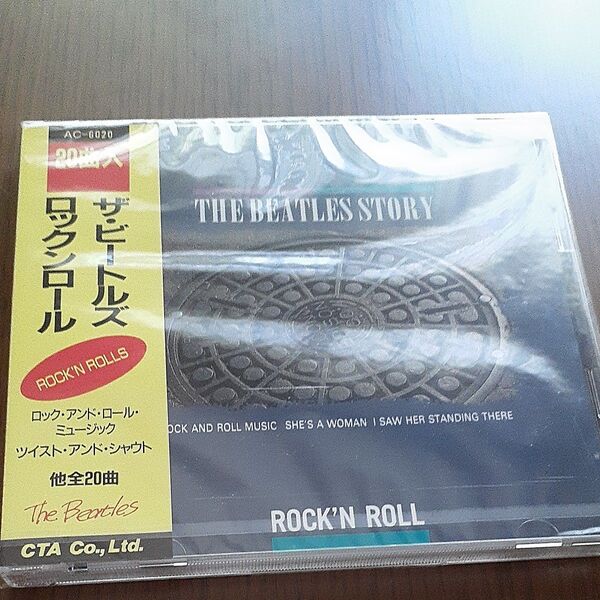 AC-6020
20曲入
ザ・ビートルズ
ロックンロール
ROCK'N ROLLS
ロック・アンド・ロール・
ミュージック
ツイスト・アンド・シャウト
他全20曲
The Beatles
CTA Co.,Ltd.
THE BEATLES STORY
ROCK AND ROLL MUSIC SHE'S A WOMAN I SAW HER STANDING THERE
ROCK'N ROLL